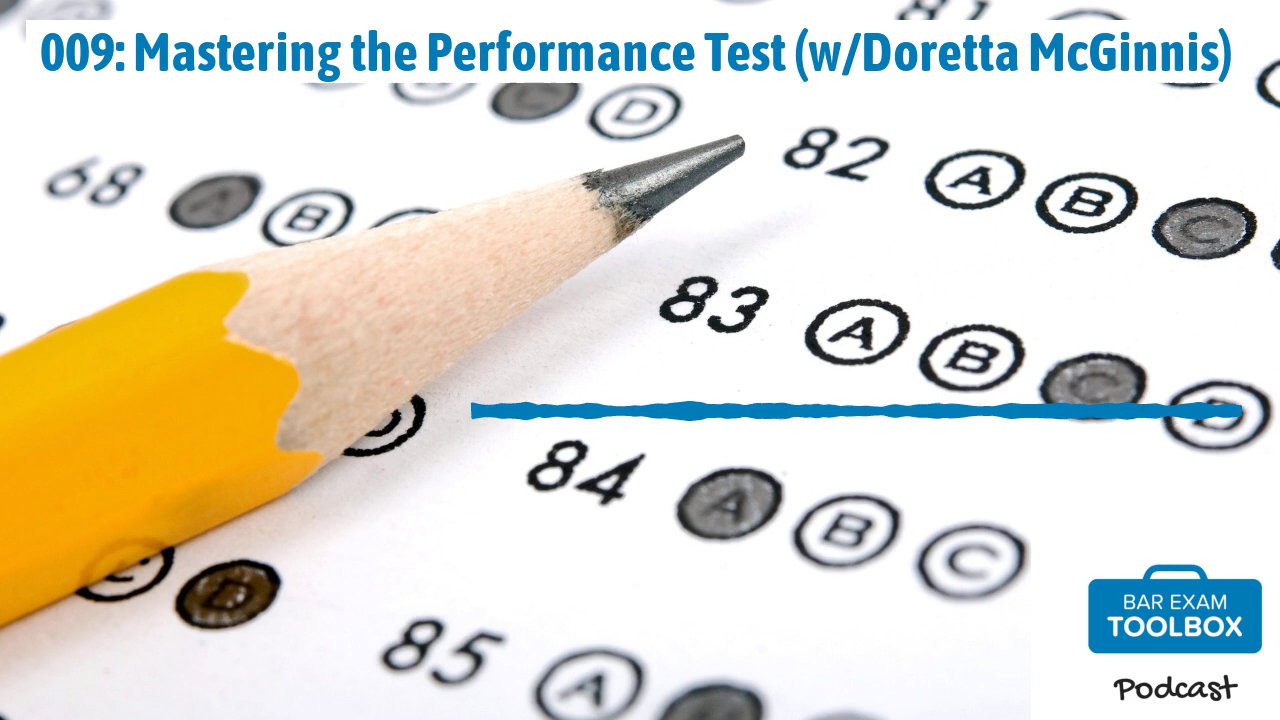 009: Mastering the Performance Test (w/Doretta McGinnis)
C D
82 A B C
68 A B
83 A B C D
84 A B C
C D
85 A
BAR EXAM
TOOLBOX
Podcast